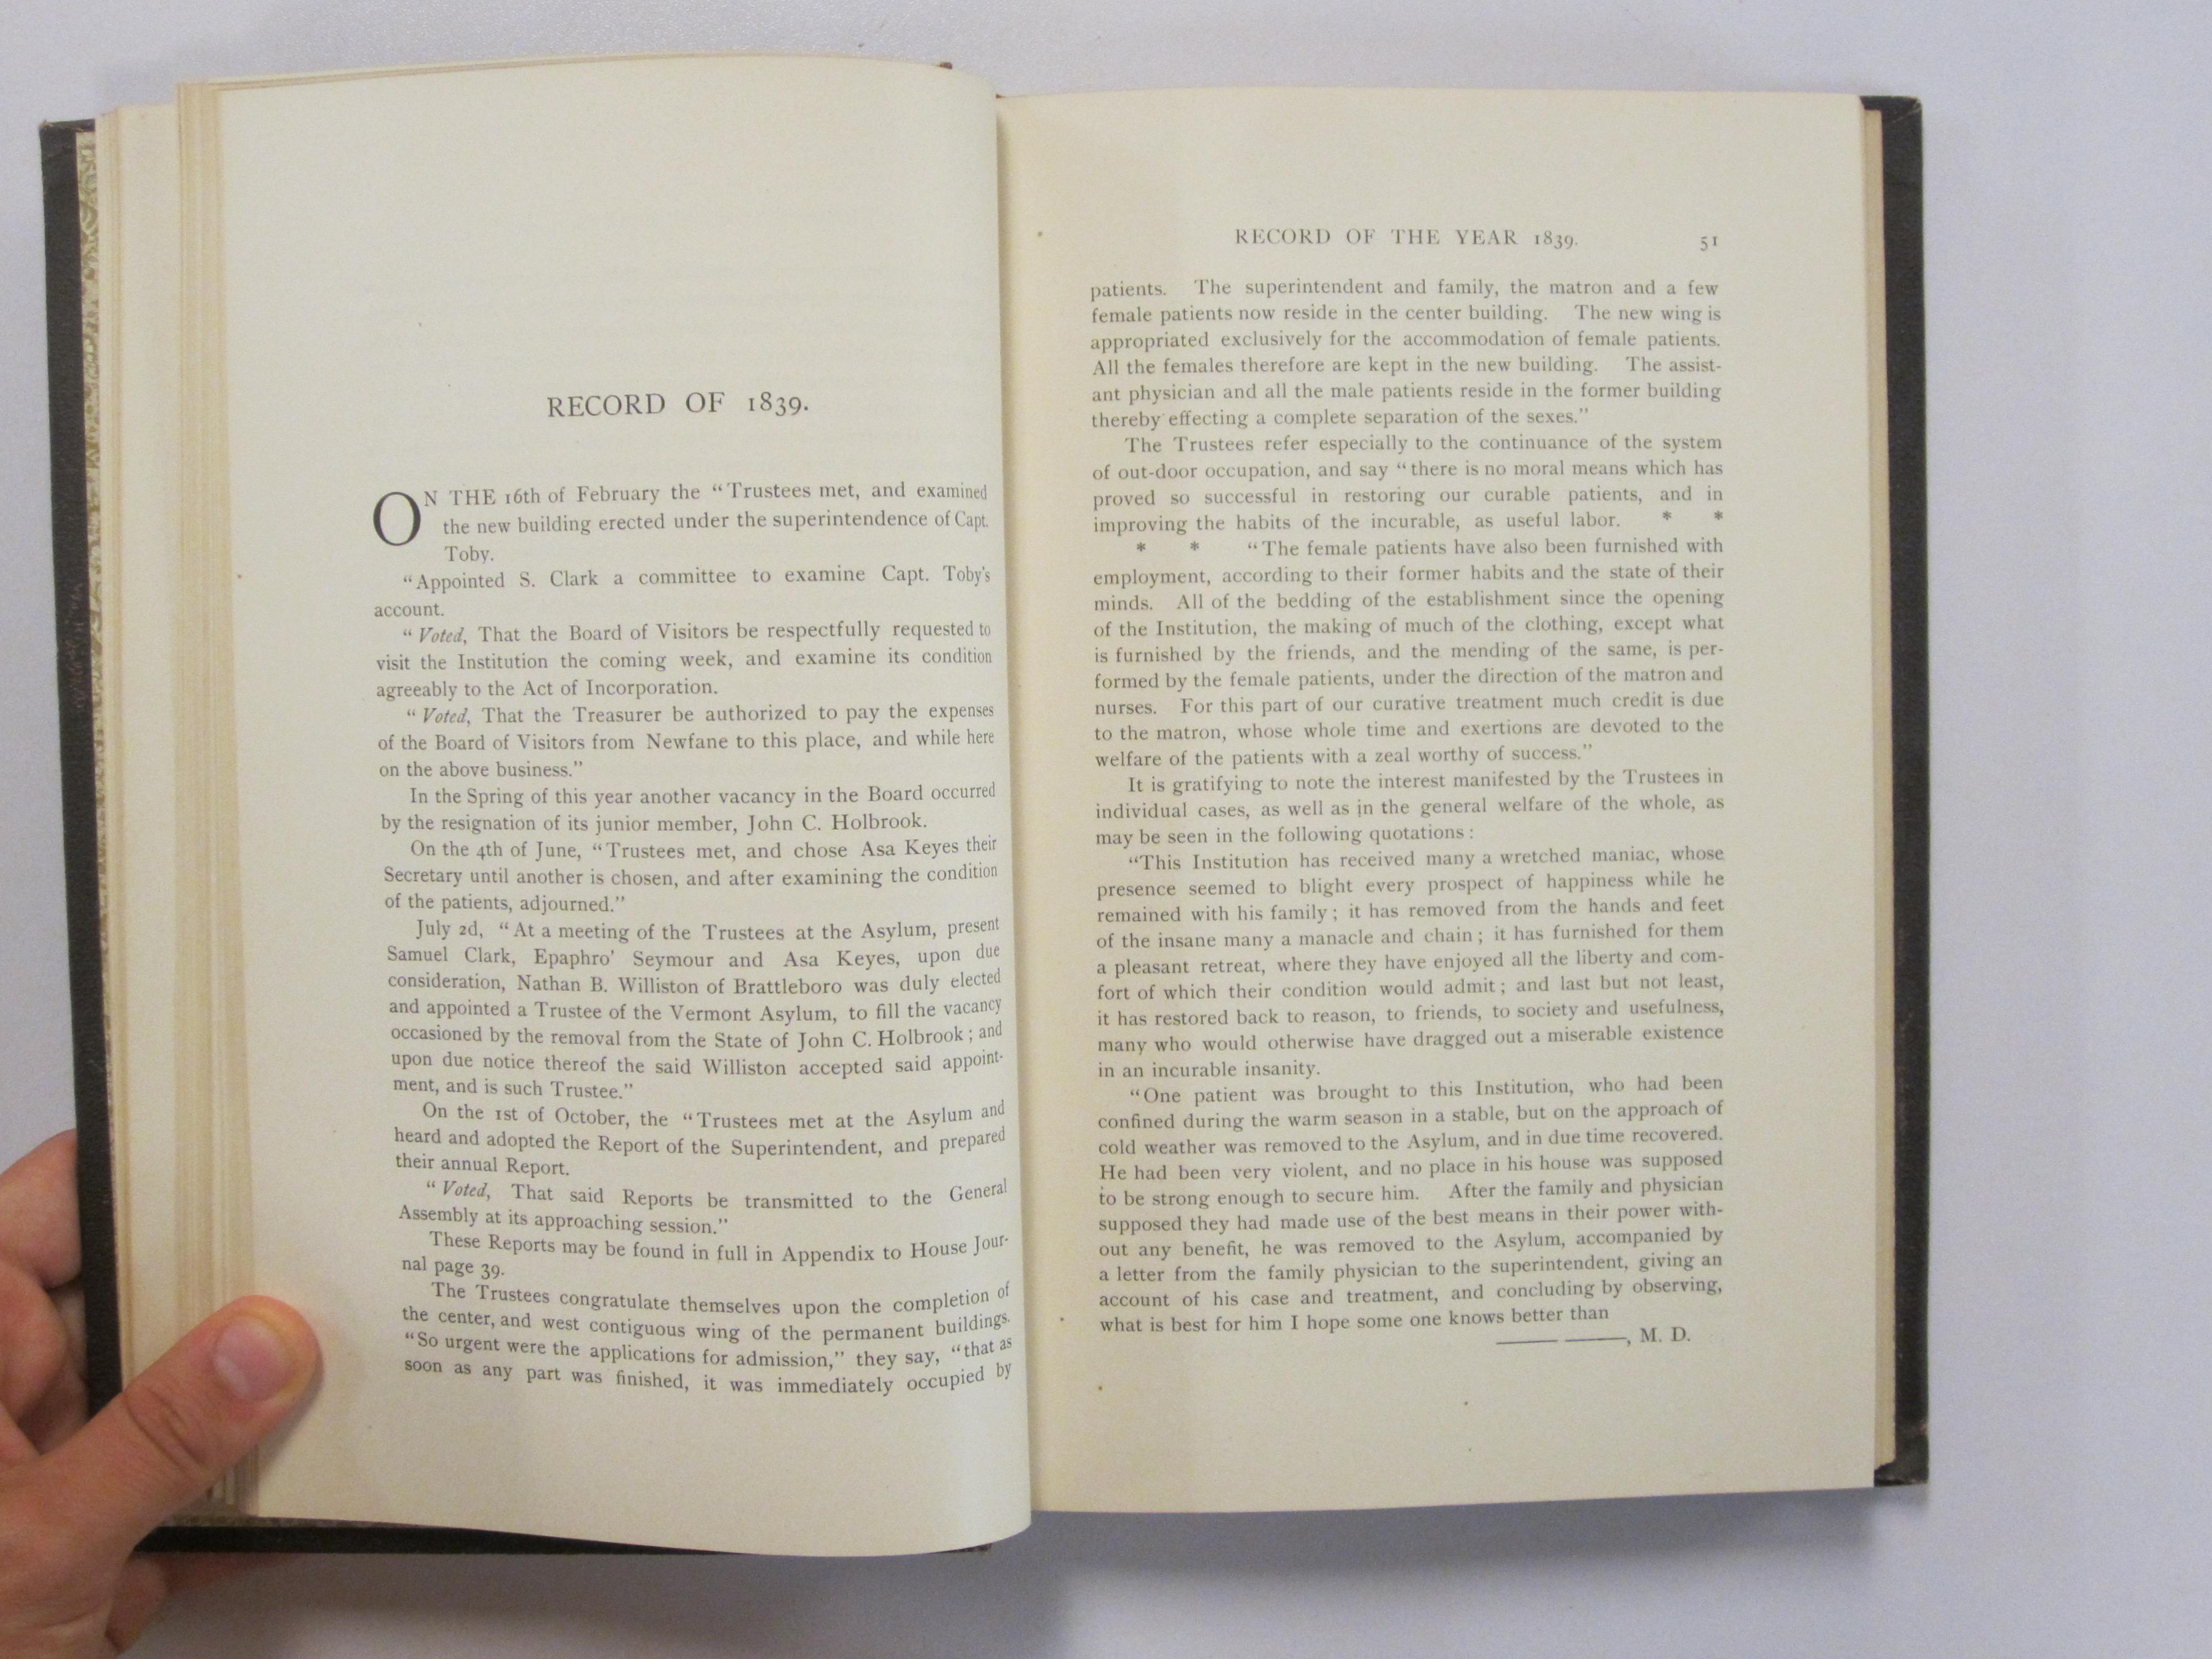 RECORD OF 1839.
ON THE 16th of February the “Trustees met, and examined
the new building erected under the superintendence of Capt.
Toby.
“Appointed S. Clark a committee to examine Capt. Toby's
account.
“Voted, That the Board of Visitors be respectfully requested to
visit the Institution the coming week, and examine its condition
agreeably to the Act of Incorporation.
“Voted, That the Treasurer be authorized to pay the expenses
of the Board of Visitors from Newfane to this place, and while here
on the above business.”
In the Spring of this year another vacancy in the Board occurred
by the resignation of its junior member, John C. Holbrook.
On the 4th of June, “Trustees met, and chose Asa Keyes their
Secretary until another is chosen, and after examining the condition
of the patients, adjourned.”
July 2d, “At a meeting of the Trustees at the Asylum, present
Samuel Clark, Epaphro' Seymour and Asa Keyes, upon due
consideration, Nathan B. Williston of Brattleboro was duly elected
and appointed a Trustee of the Vermont Asylum, to fill the vacancy
occasioned by the removal from the State of John C. Holbrook; and
upon due notice thereof the said Williston accepted said appoint-
ment, and is such Trustee.”
On the 1st of October, the “Trustees met at the Asylum and
heard and adopted the Report of the Superintendent, and prepared
their annual Report.
“Voted, That said Reports be transmitted to the General
Assembly at its approaching session.”
These Reports may be found in full in Appendix to House Jour-
nal page 39.
The Trustees congratulate themselves upon the completion of
the center, and west contiguous wing of the permanent buildings.
“So urgent were the applications for admission,” they say, “that as
soon as any part was finished, it was immediately occupied by
RECORD OF THE YEAR 1839. 51
patients. The superintendent and family, the matron and a few
female patients now reside in the center building. The new wing is
appropriated exclusively for the accommodation of female patients.
All the females therefore are kept in the new building. The assist-
ant physician and all the male patients reside in the former building
thereby effecting a complete separation of the sexes.”
The Trustees refer especially to the continuance of the system
of out-door occupation, and say “there is no moral means which has
proved so successful in restoring our curable patients, and in
improving the habits of the incurable, as useful labor. * *
* * “The female patients have also been furnished with
employment, according to their former habits and the state of their
minds. All of the bedding of the establishment since the opening
of the Institution, the making of much of the clothing, except what
is furnished by the friends, and the mending of the same, is per-
formed by the female patients, under the direction of the matron and
nurses. For this part of our curative treatment much credit is due
to the matron, whose whole time and exertions are devoted to the
welfare of the patients with a zeal worthy of success.”
It is gratifying to note the interest manifested by the Trustees in
individual cases, as well as in the general welfare of the whole, as
may be seen in the following quotations:
“This Institution has received many a wretched maniac, whose
presence seemed to blight every prospect of happiness while he
remained with his family; it has removed from the hands and feet
of the insane many a manacle and chain; it has furnished for them
a pleasant retreat, where they have enjoyed all the liberty and com-
fort of which their condition would admit; and last but not least,
it has restored back to reason, to friends, to society and usefulness,
many who would otherwise have dragged out a miserable existence
in an incurable insanity.
“One patient was brought to this Institution, who had been
confined during the warm season in a stable, but on the approach of
cold weather was removed to the Asylum, and in due time recovered.
He had been very violent, and no place in his house was supposed
to be strong enough to secure him. After the family and physician
supposed they had made use of the best means in their power with-
out any benefit, he was removed to the Asylum, accompanied by
a letter from the family physician to the superintendent, giving an
account of his case and treatment, and concluding by observing,
what is best for him I hope some one knows better than
——— ———, M. D.